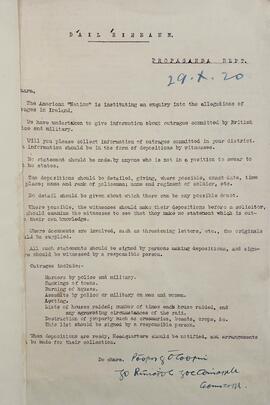 DÁIL EIREANN.
PROPAGANDA DEPT.
29.X.20
chara,
The American "Nation" is instituting an enquiry into the allegations of
rages in Ireland.
We have undertaken to give information about outrages committed by British
ice and military.
Will you please collect information of outrages committed in your district.
information should be in the form of depositions by witnesses.
No statement should be made by anyone who is not in a position to swear to
The depositions should be detailed, giving, where possible, exact date, time
place; name and rank of policeman; name and regiment of soldier, etc.
No detail should be given about which there can be any possible doubt.
Where possible, the witnesses should make their depositions before a solicitor,
should examine the witnesses to see that they make no statement which is out-
their own knowledge.
Where documents are involved, such as threatening letters, etc., the originals
be supplied.
All such statements should be signed by persons making depositions, and signa-
should be witnessed by a responsible person.
Outrages include:-
Murders by police and military.
Sackings of towns.
Burning of houses.
Assaults by police or military on men and women.
Looting.
Lists of houses raided; number of times each house raided, and
any aggravating circumstances of the raid.
Destruction of property such as creameries, boards, crops, &c.
This list should be signed by a responsible person.
When depositions are ready, Headquarters should be notified, and arrangements
be made for their collection.
Do chara,